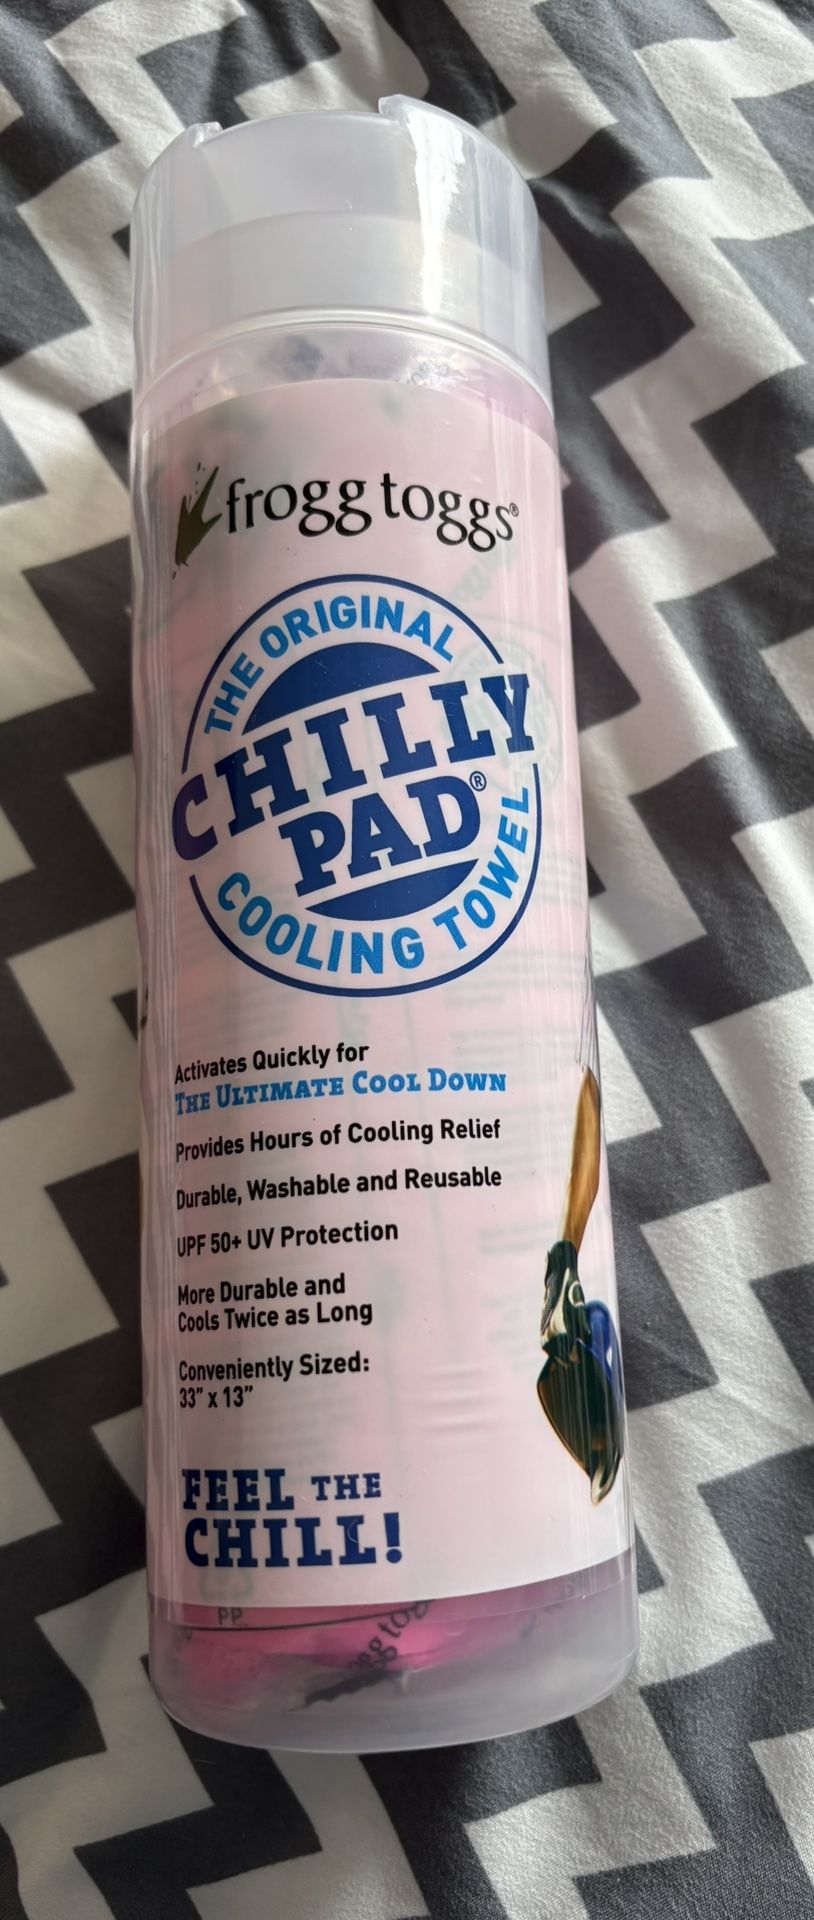 frogg toggs®
THE ORIGINAL
CHILLY
PAD®
COOLING TOWEL
Activates Quickly for
THE ULTIMATE COOL DOWN
Provides Hours of Cooling Relief
Durable, Washable and Reusable
UPF 50+ UV Protection
More Durable and
Cools Twice as Long
Conveniently Sized:
33” x 13”
FEEL THE
CHILL!
PP